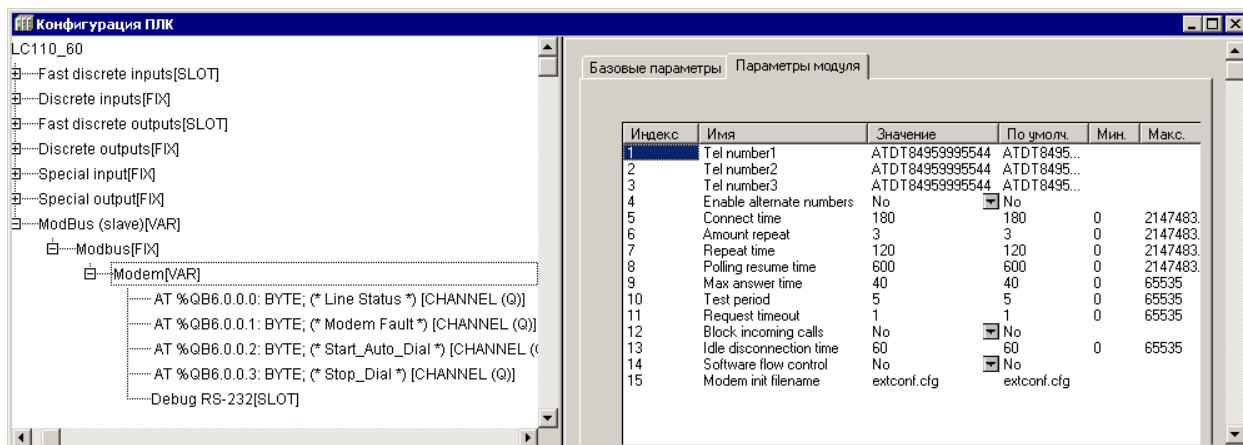 Конфигурация ПЛК
LC110_60
Fast discrete inputs[SLOT]
Discrete inputs[FIX]
Fast discrete outputs[SLOT]
Discrete outputs[FIX]
Special input[FIX]
Special output[FIX]
ModBus (slave)[VAR]
Modbus[FIX]
Modem[VAR]
AT %QB6.0.0.0: BYTE; (* Line Status *) [CHANNEL (Q)]
AT %QB6.0.0.1: BYTE; (* Modem Fault *) [CHANNEL (Q)]
AT %QB6.0.0.2: BYTE; (* Start_Auto_Dial *) [CHANNEL (
AT %QB6.0.0.3: BYTE; (* Stop_Dial *) [CHANNEL (Q)]
Debug RS-232[SLOT]
Базовые параметры Параметры модуля
Индекс Имя Значение По умолч. Мин. Макс.
1 Tel number1 ATDT84959995544 ATDT8495...
2 Tel number2 ATDT84959995544 ATDT8495...
3 Tel number3 ATDT84959995544 ATDT8495...
4 Enable alternate numbers No No
5 Connect time 180 180 0 2147483.
6 Amount repeat 3 3 0 2147483.
7 Repeat time 120 120 0 2147483.
8 Polling resume time 600 600 0 2147483.
9 Max answer time 40 40 0 65535
10 Test period 5 5 0 65535
11 Request timeout 1 1 0 65535
12 Block incoming calls No No
13 Idle disconnection time 60 60 0 65535
14 Software flow control No No
15 Modem init filename extconf.cfg extconf.cfg